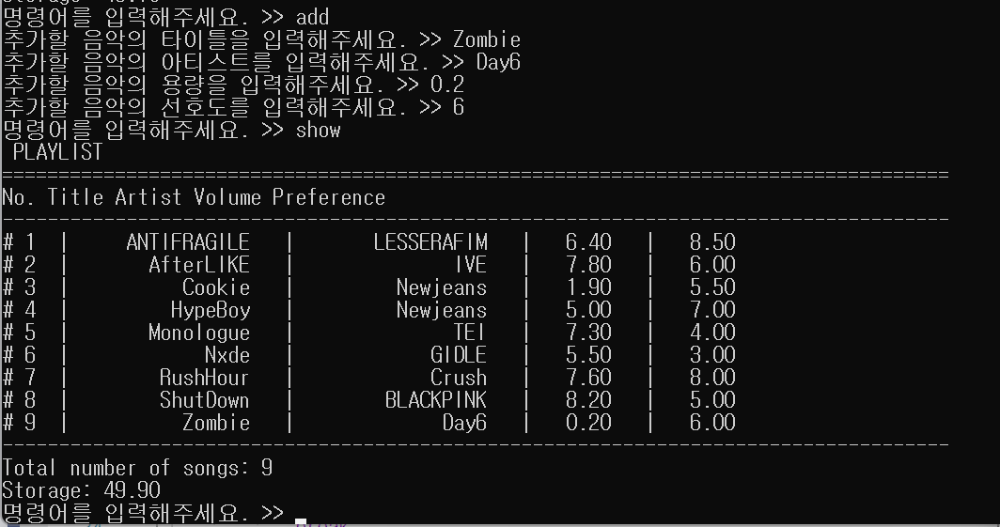 명령어를 입력해주세요. >> add
추가할 음악의 타이틀을 입력해주세요. >> Zombie
추가할 음악의 아티스트를 입력해주세요. >> Day6
추가할 음악의 용량을 입력해주세요. >> 0.2
추가할 음악의 선호도를 입력해주세요. >> 6
명령어를 입력해주세요. >> show
PLAYLIST
====================================================================================
No. Title Artist Volume Preference
------------------------------------------------------------------------------------
# 1 | ANTIFRAGILE | LESSERAFIM | 6.40 | 8.50
# 2 | AfterLIKE | IVE | 7.80 | 6.00
# 3 | Cookie | Newjeans | 1.90 | 5.50
# 4 | HypeBoy | Newjeans | 5.00 | 7.00
# 5 | Monologue | TEI | 7.30 | 4.00
# 6 | Nxde | GIDLE | 5.50 | 3.00
# 7 | RushHour | Crush | 7.60 | 8.00
# 8 | ShutDown | BLACKPINK | 8.20 | 5.00
# 9 | Zombie | Day6 | 0.20 | 6.00
------------------------------------------------------------------------------------
Total number of songs: 9
Storage: 49.90
명령어를 입력해주세요. >>